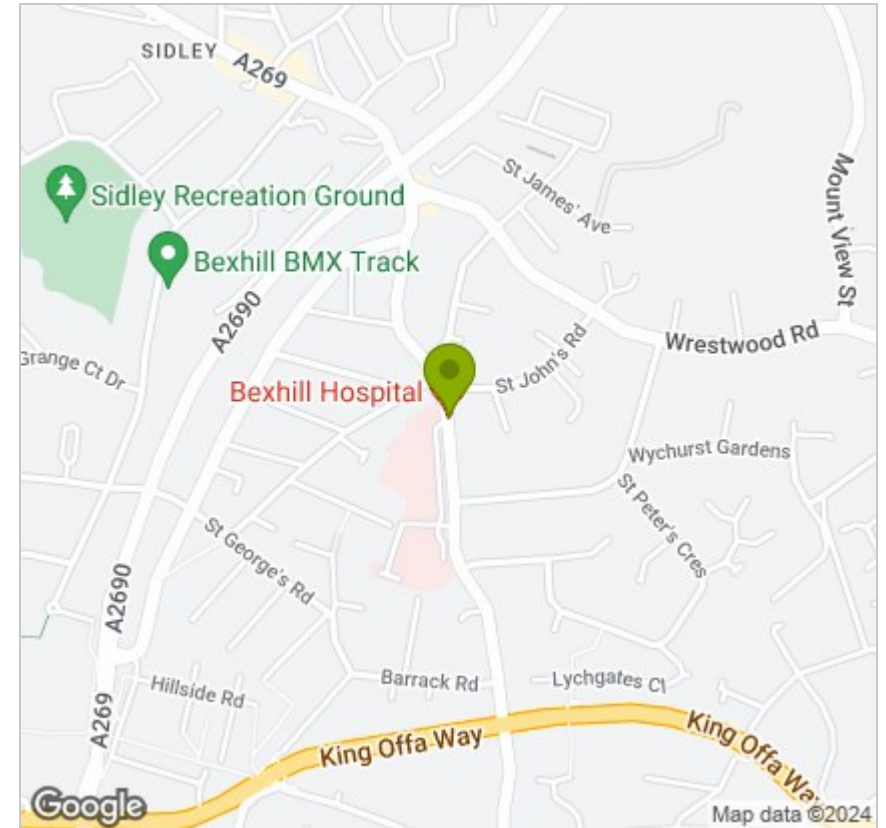 SIDLEY
A269
Sidley Recreation Ground
St James' Ave
Mount View St
Bexhill BMX Track
A2690
Wrestwood Rd
Grange Ct Dr
St John's Rd
Bexhill Hospital
Wychurst Gardens
St Peter's Cres
St George's Rd
A2690
Barrack Rd
Lychgates Cl
Hillside Rd
A269
King Offa Way
King Offa Way
Google
Map data ©2024